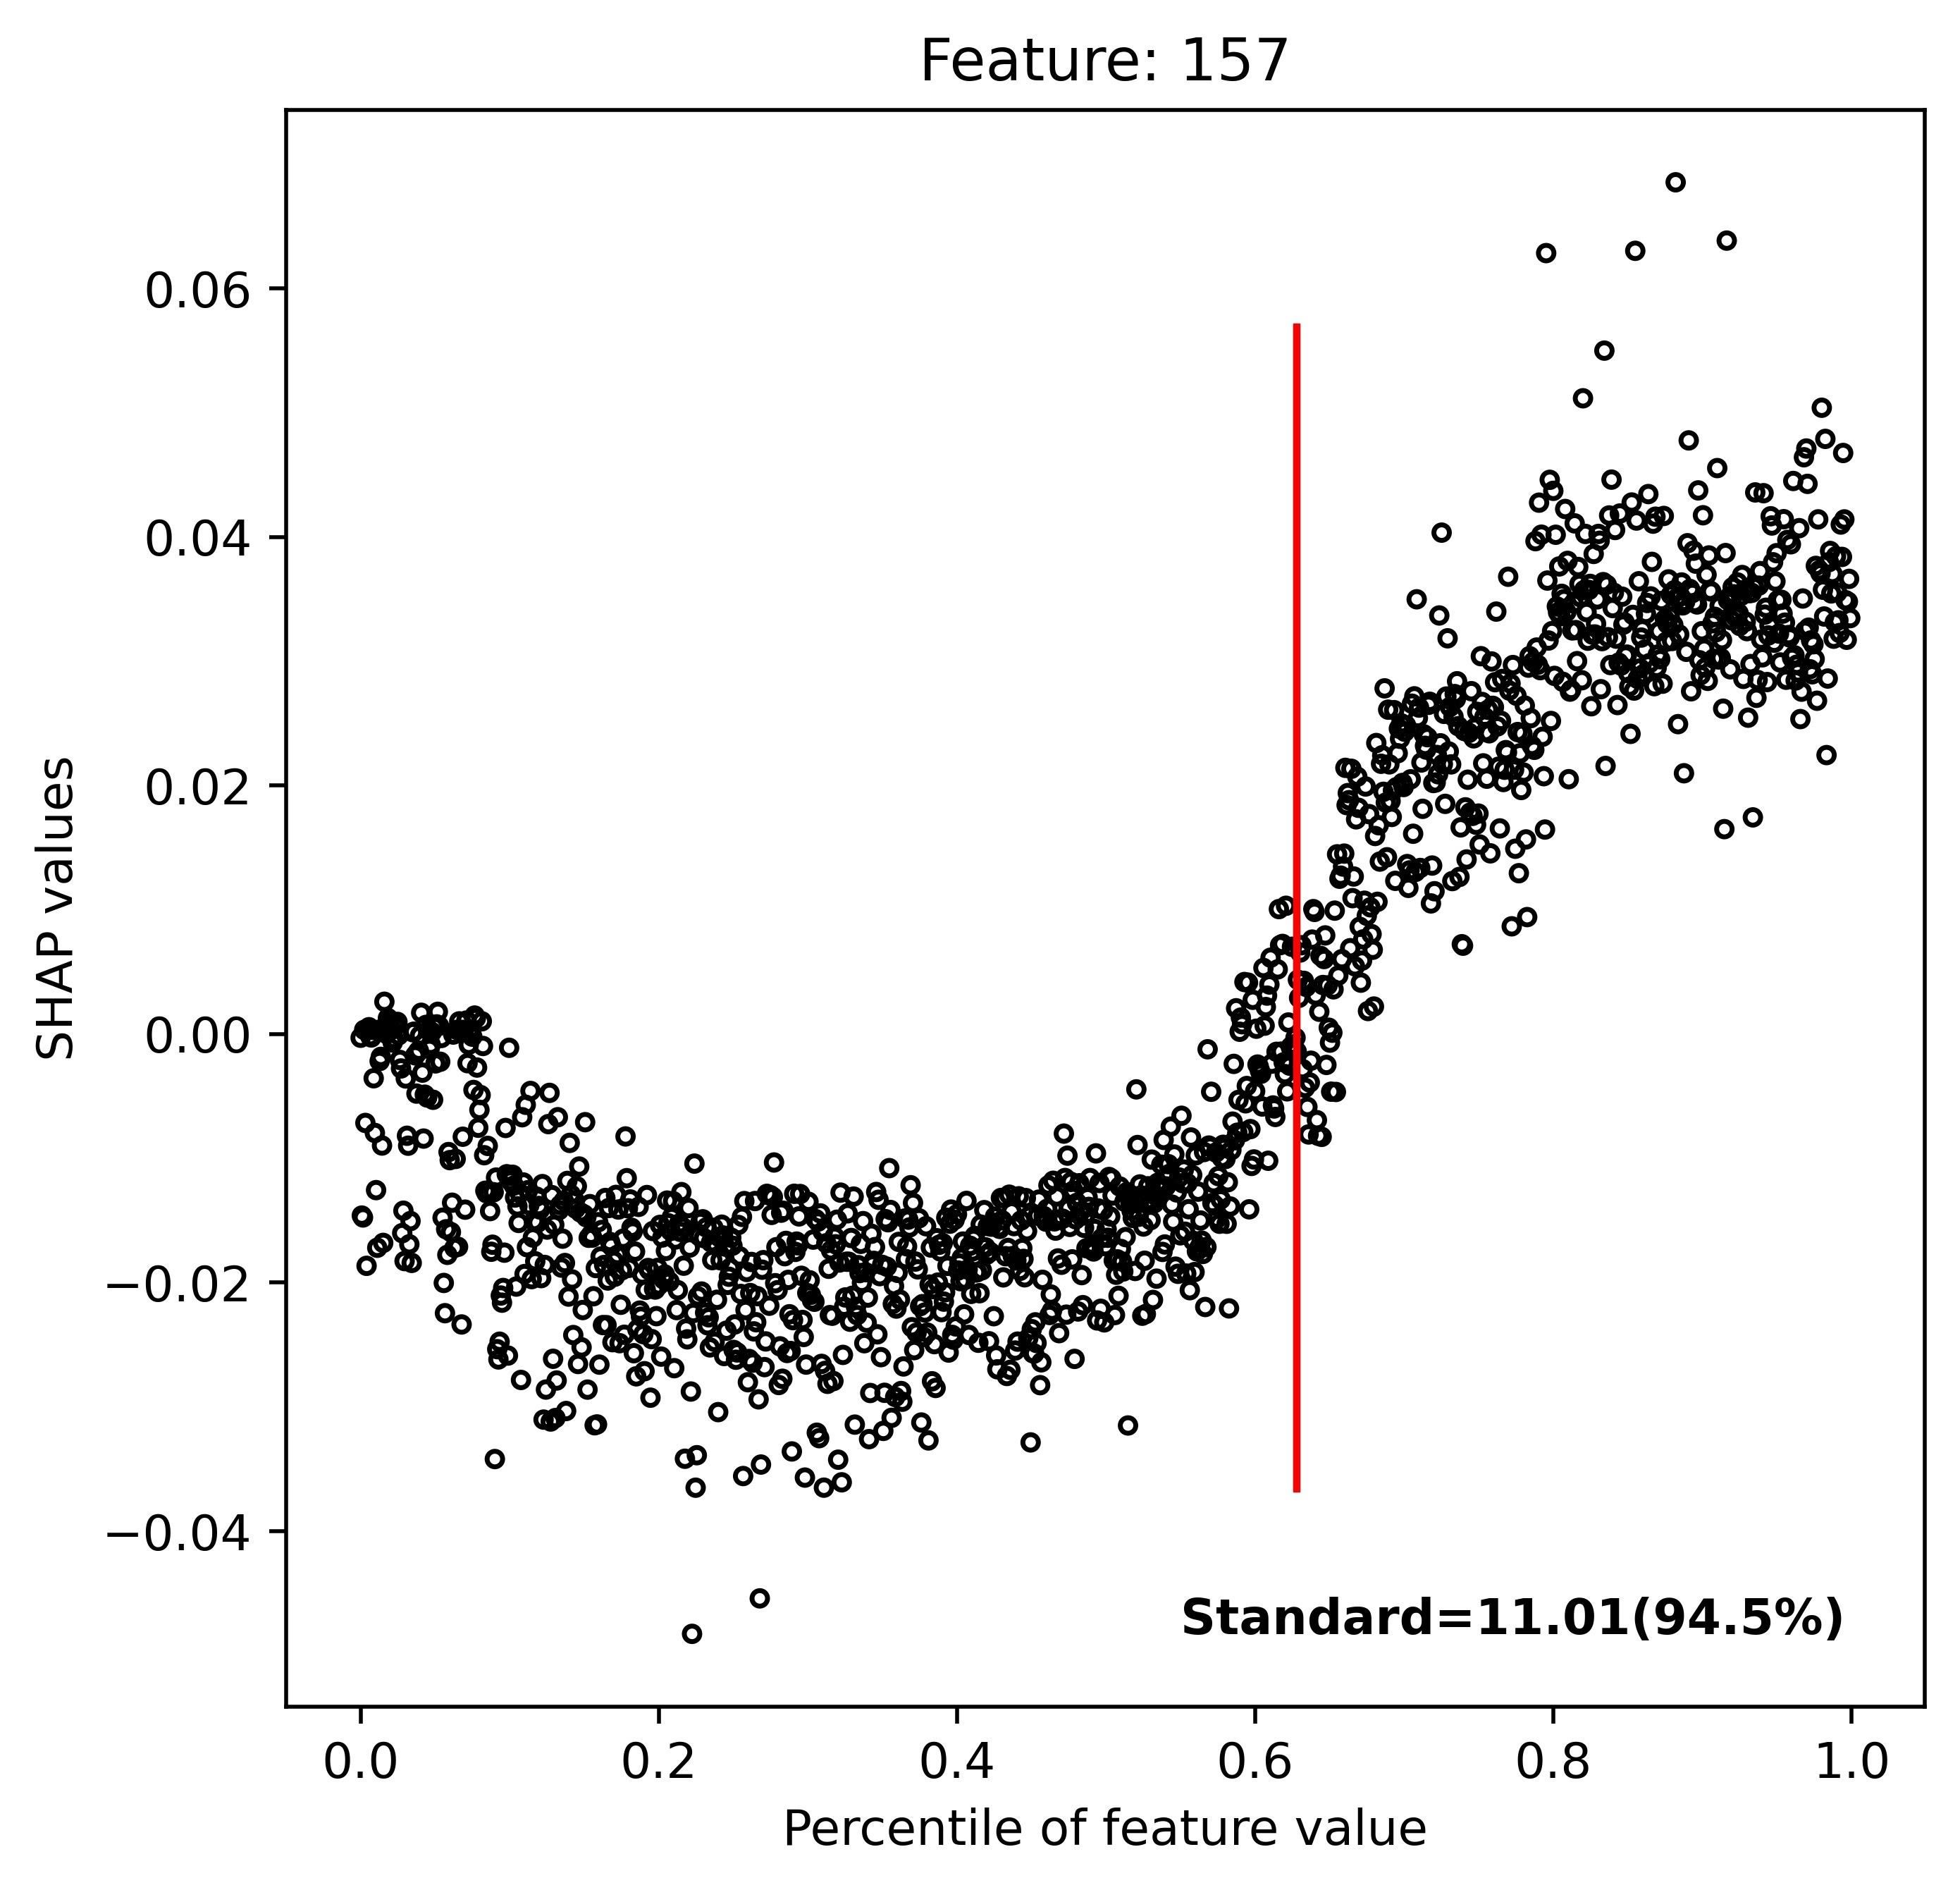 Feature: 157
0.06
0.04
0.02
0.00
−0.02
−0.04
SHAP values
Standard=11.01(94.5%)
0.0 0.2 0.4 0.6 0.8 1.0
Percentile of feature value